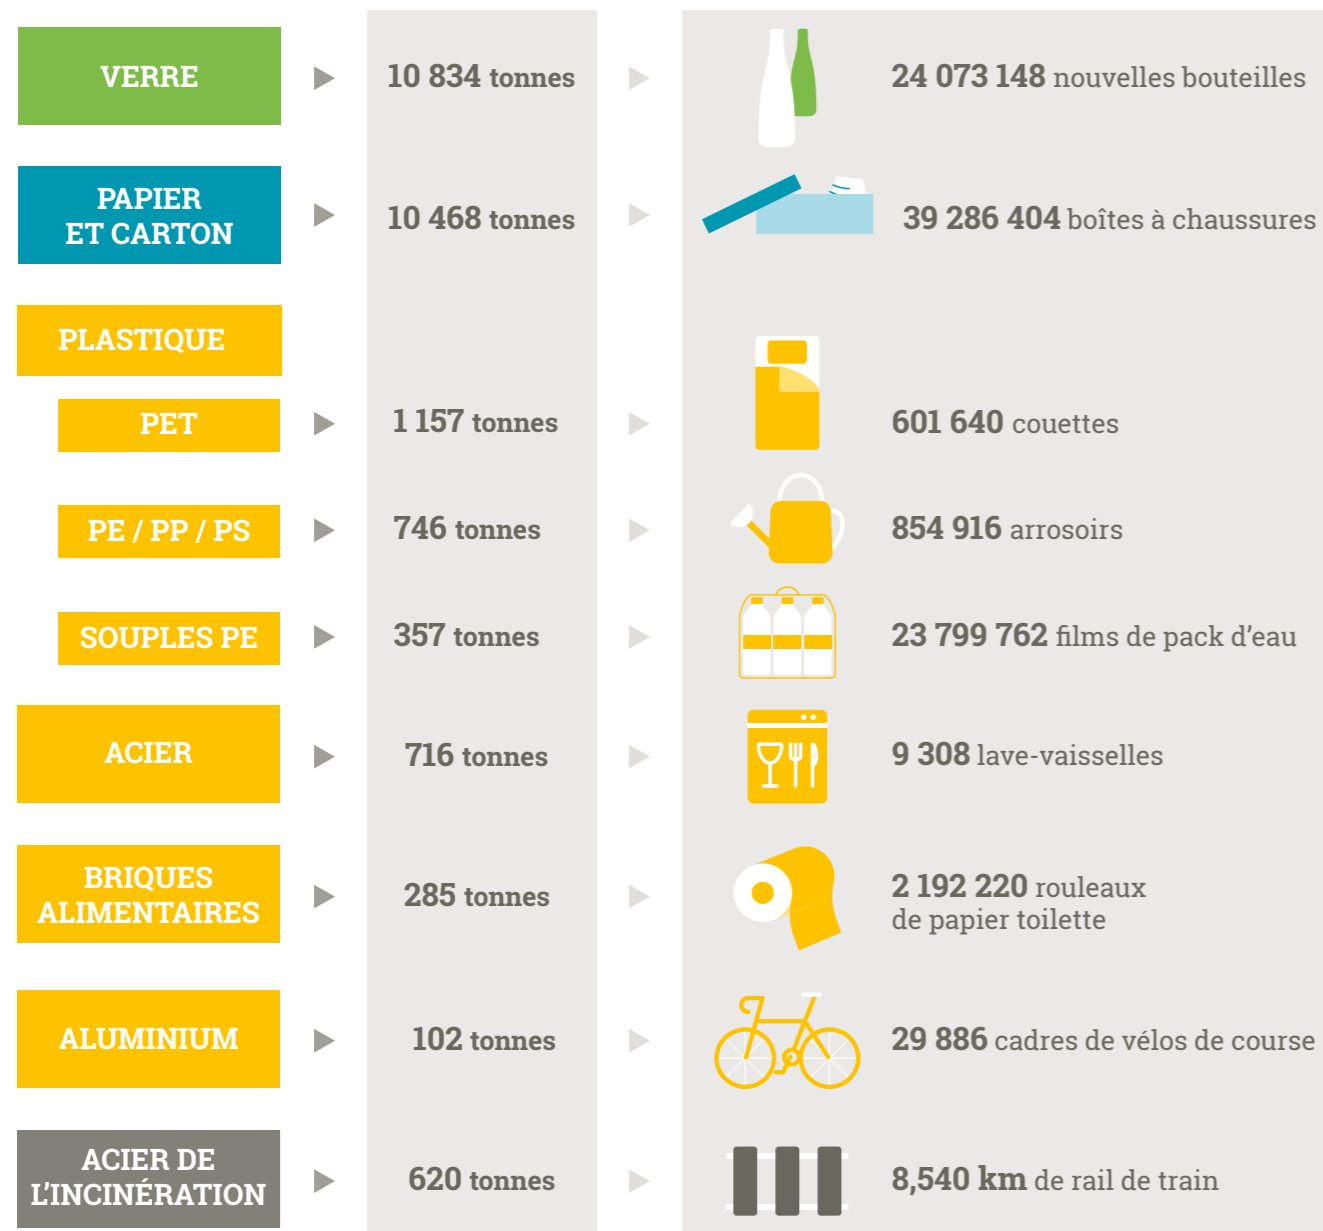 VERRE
10 834 tonnes
24 073 148 nouvelles bouteilles
PAPIER
ET CARTON
10 468 tonnes
39 286 404 boîtes à chaussures
PLASTIQUE
PET
1 157 tonnes
601 640 couettes
PE / PP / PS
746 tonnes
854 916 arrosoirs
SOUPLES PE
357 tonnes
23 799 762 films de pack d'eau
ACIER
716 tonnes
9 308 lave-vaisselles
BRIQUES
ALIMENTAIRES
285 tonnes
2 192 220 rouleaux
de papier toilette
ALUMINIUM
102 tonnes
29 886 cadres de vélos de course
ACIER DE
L'INCINÉRATION
620 tonnes
8,540 km de rail de train